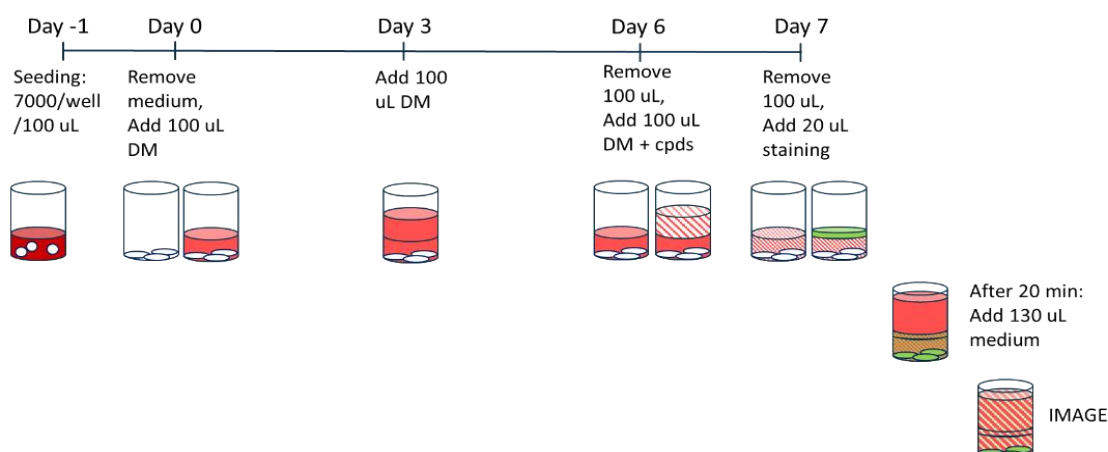 Day -1
Day 0
Day 3
Day 6
Day 7
Seeding:
7000/well
/100 uL
Remove
medium,
Add 100 uL
DM
Add 100
uL DM
Remove
100 uL,
Add 100 uL
DM + cpds
Remove
100 uL,
Add 20 uL
staining
After 20 min:
Add 130 uL
medium
IMAGE